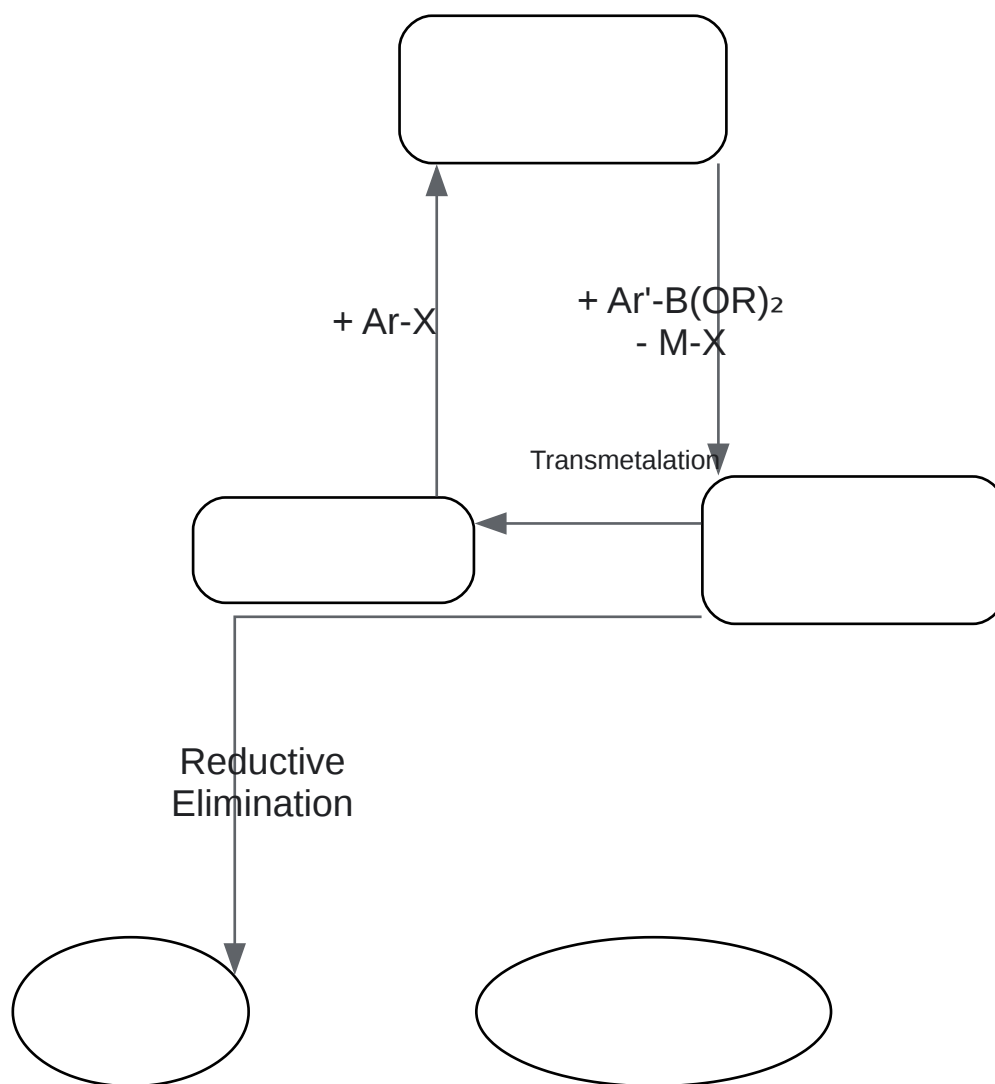 + Ar-X
+ Ar'-B(OR)₂
- M-X
Transmetalation
Reductive
Elimination